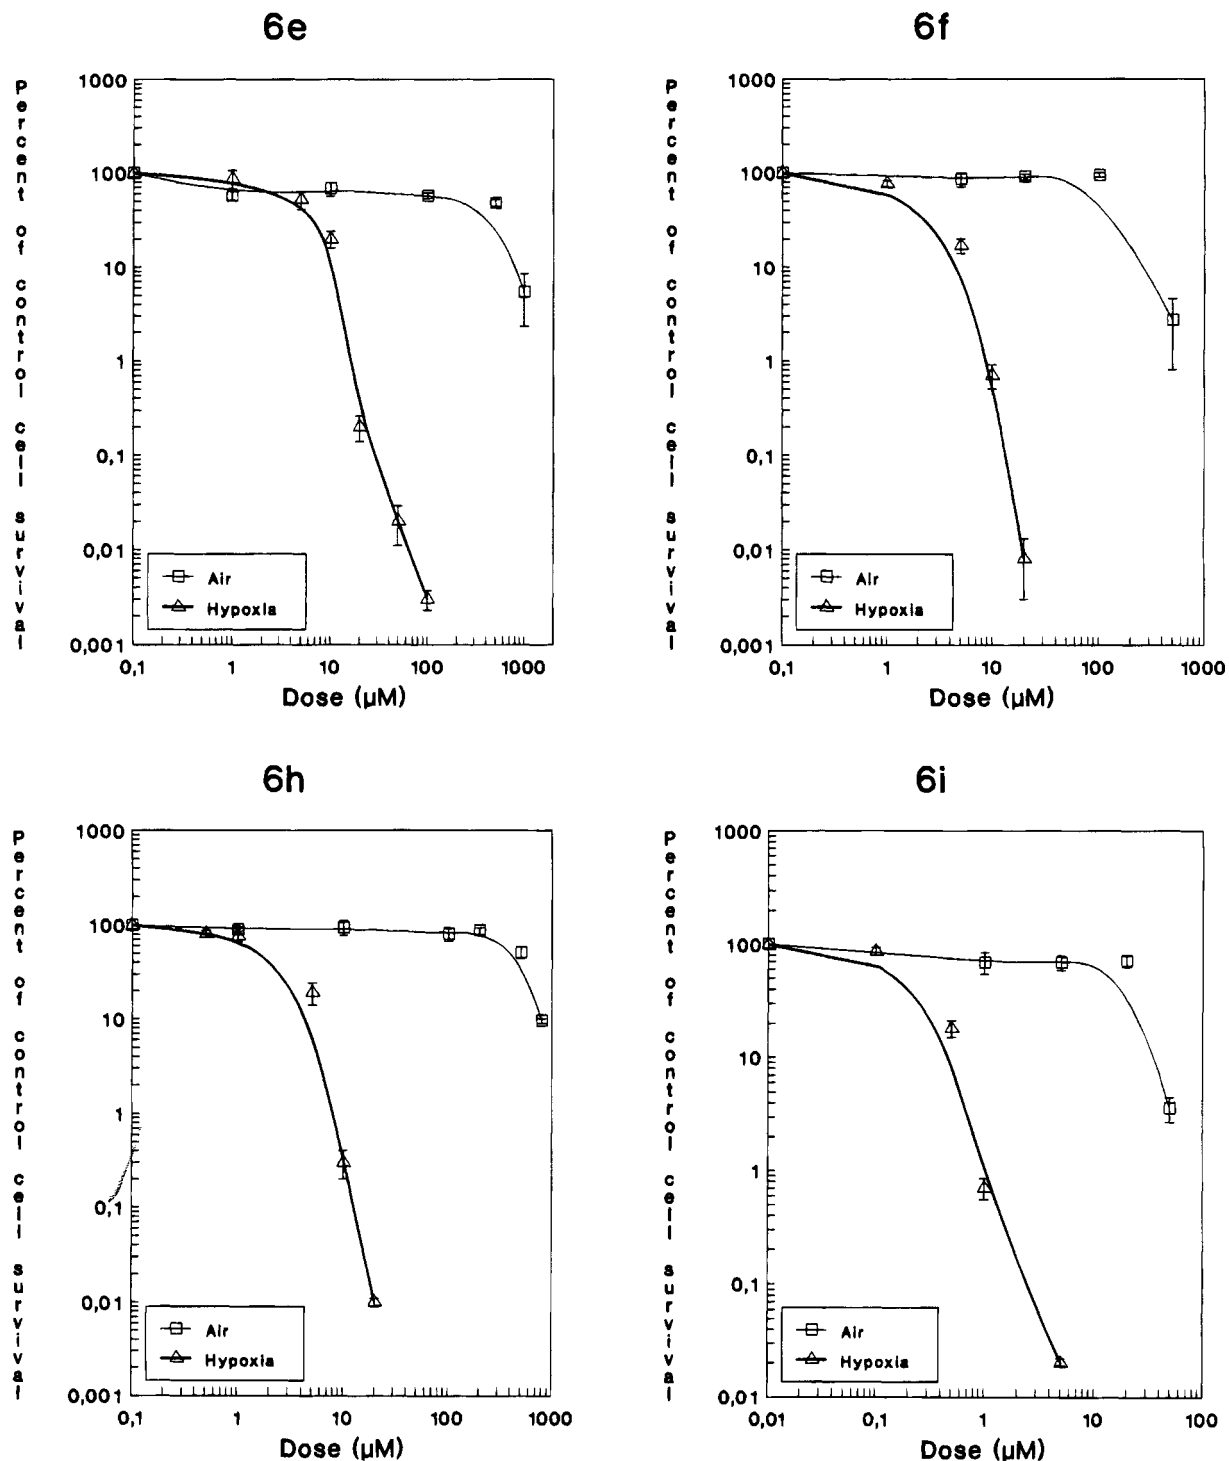 6e
Percent of control cell survival
1000
100
10
1
0,1
0,01
0,001
Air
Hypoxia
0,1 1 10 100 1000
Dose (µM)
6f
Percent of control cell survival
1000
100
10
1
0,1
0,01
0,001
Air
Hypoxia
0,1 1 10 100 1000
Dose (µM)
6h
Percent of control cell survival
1000
100
10
1
0,1
0,01
0,001
Air
Hypoxia
0,1 1 10 100 1000
Dose (µM)
6i
Percent of control cell survival
1000
100
10
1
0,1
0,01
Air
Hypoxia
0,01 0,1 1 10 100
Dose (µM)